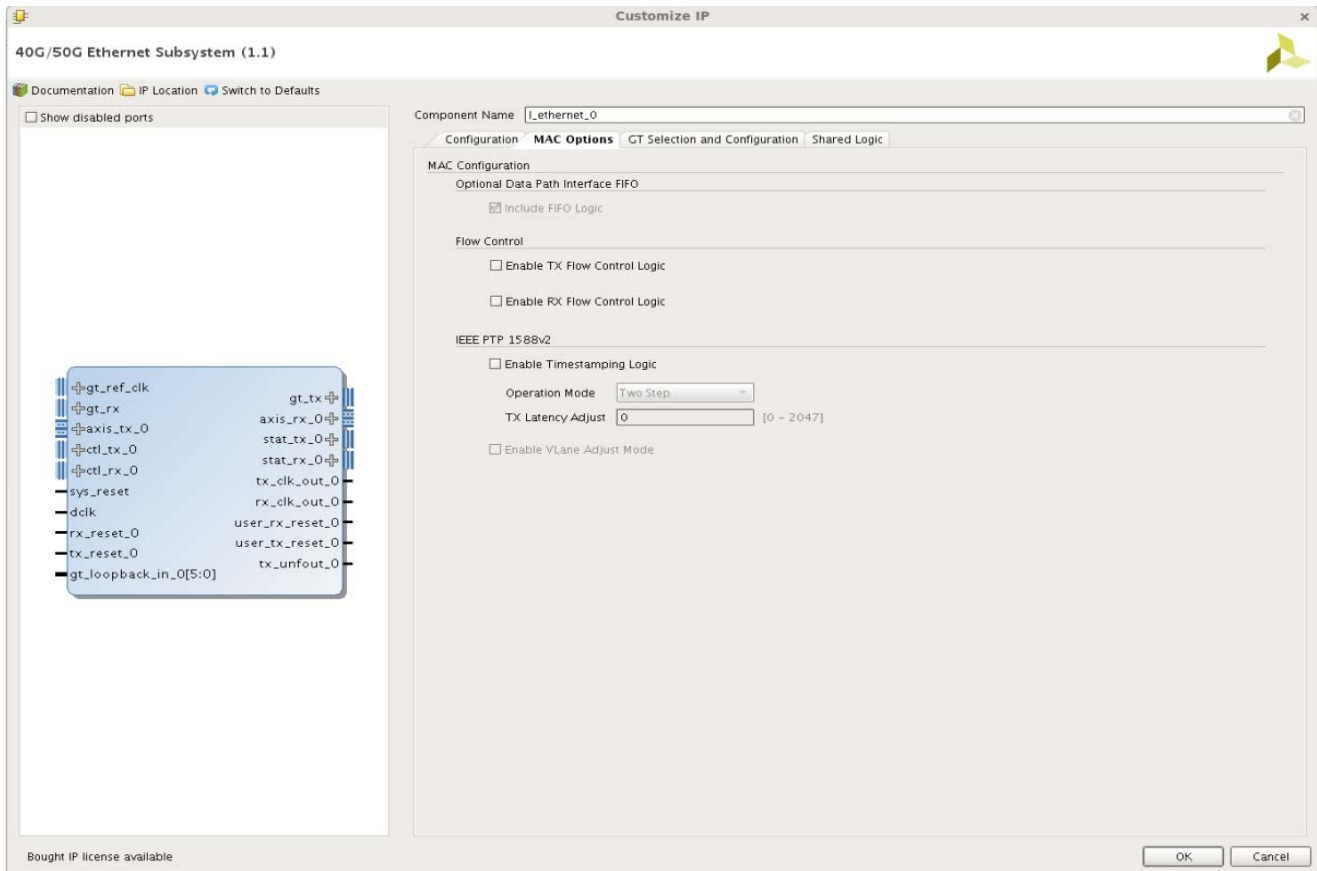 Customize IP
40G/50G Ethernet Subsystem (1.1)
Documentation IP Location Switch to Defaults
Show disabled ports
gt_ref_clk
gt_rx
axis_tx_0
ctl_tx_0
ctl_rx_0
sys_reset
dclk
rx_reset_0
tx_reset_0
gt_loopback_in_0[5:0]
gt_tx
axis_rx_0
stat_tx_0
stat_rx_0
tx_clk_out_0
rx_clk_out_0
user_rx_reset_0
user_tx_reset_0
tx_unfout_0
Component Name l_ethernet_0
Configuration MAC Options GT Selection and Configuration Shared Logic
MAC Configuration
Optional Data Path Interface FIFO
Include FIFO Logic
Flow Control
Enable TX Flow Control Logic
Enable RX Flow Control Logic
IEEE PTP 1588v2
Enable Timestamping Logic
Operation Mode Two Step
TX Latency Adjust 0 [0 - 2047]
Enable VLane Adjust Mode
Bought IP license available
OK Cancel